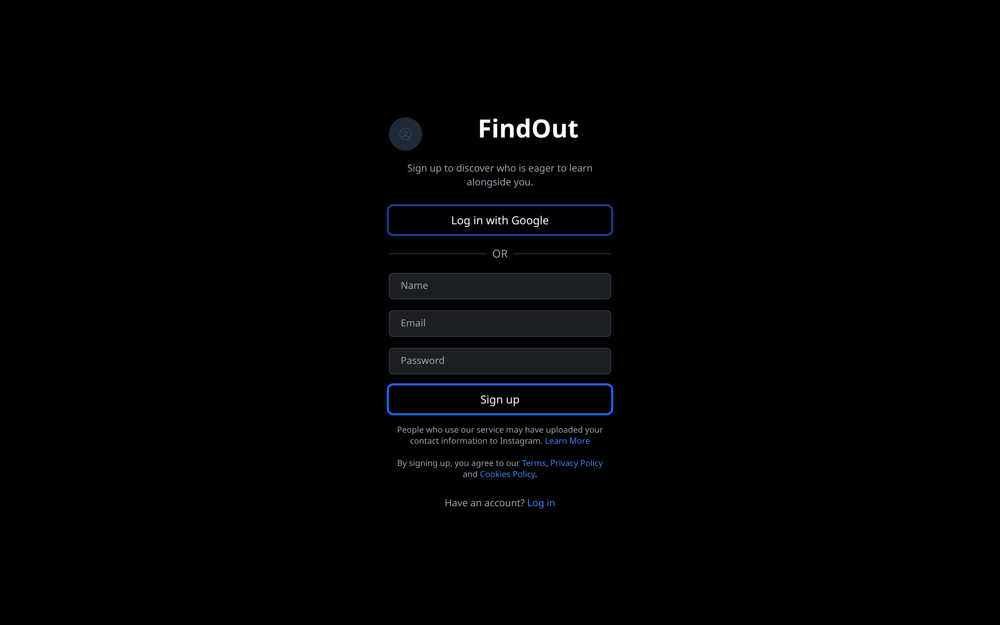 FindOut
Sign up to discover who is eager to learn
alongside you.
Log in with Google
OR
Name
Email
Password
Sign up
People who use our service may have uploaded your
contact information to Instagram. Learn More
By signing up, you agree to our Terms, Privacy Policy
and Cookies Policy.
Have an account? Log in